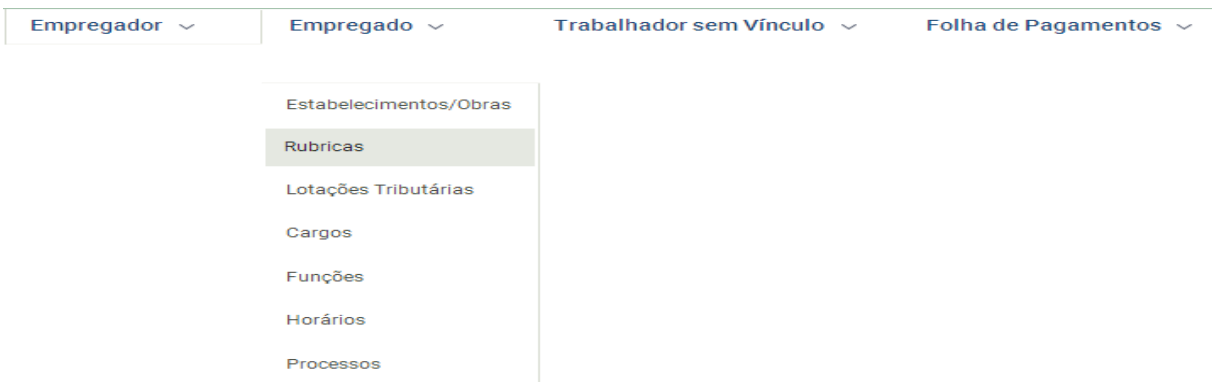 Empregador Empregado Trabalhador sem Vínculo Folha de Pagamentos
Estabelecimentos/Obras
Rubricas
Lotações Tributárias
Cargos
Funções
Horários
Processos